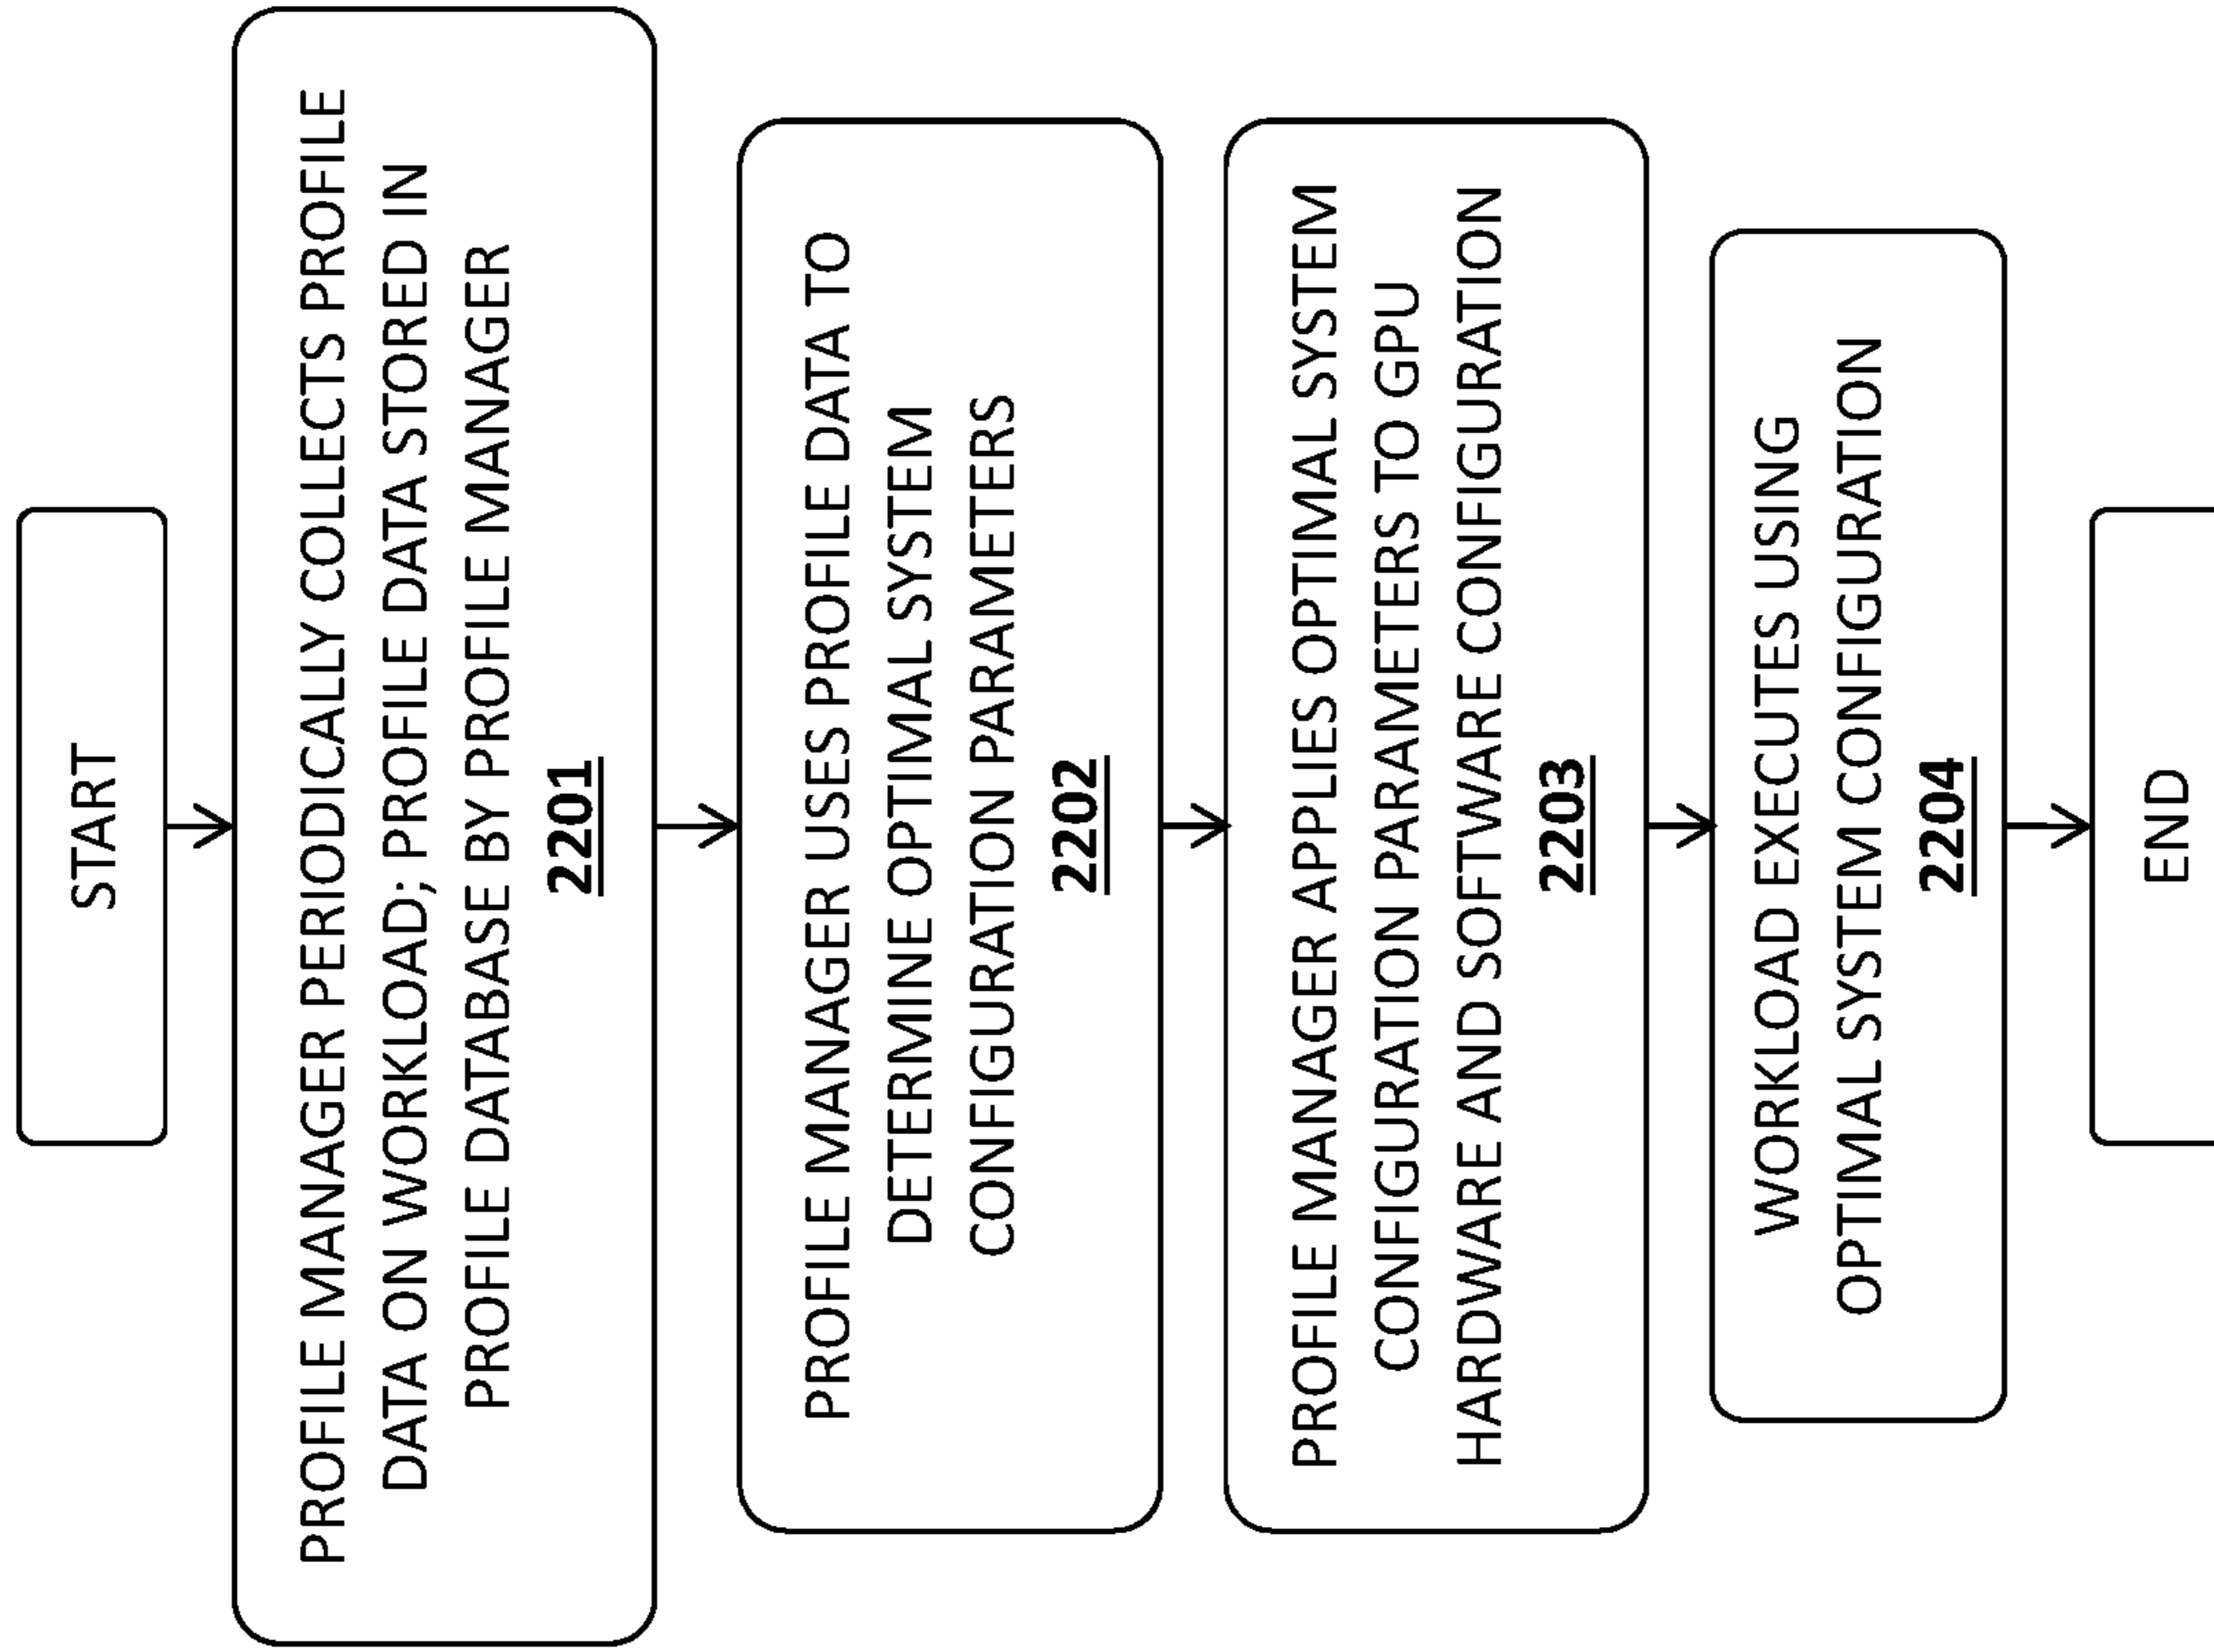 START
PROFILE MANAGER PERIODICALLY COLLECTS PROFILE
DATA ON WORKLOAD; PROFILE DATA STORED IN
PROFILE DATABASE BY PROFILE MANAGER
2201
PROFILE MANAGER USES PROFILE DATA TO
DETERMINE OPTIMAL SYSTEM
CONFIGURATION PARAMETERS
2202
PROFILE MANAGER APPLIES OPTIMAL SYSTEM
CONFIGURATION PARAMETERS TO GPU
HARDWARE AND SOFTWARE CONFIGURATION
2203
WORKLOAD EXECUTES USING
OPTIMAL SYSTEM CONFIGURATION
2204
END